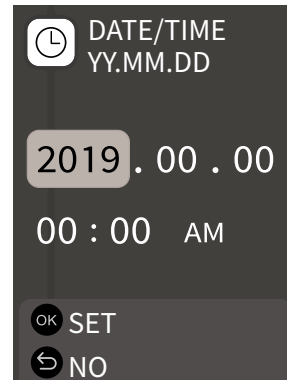 DATE/TIME
YY.MM.DD
2019 . 00 . 00
00 : 00 AM
OK SET
NO